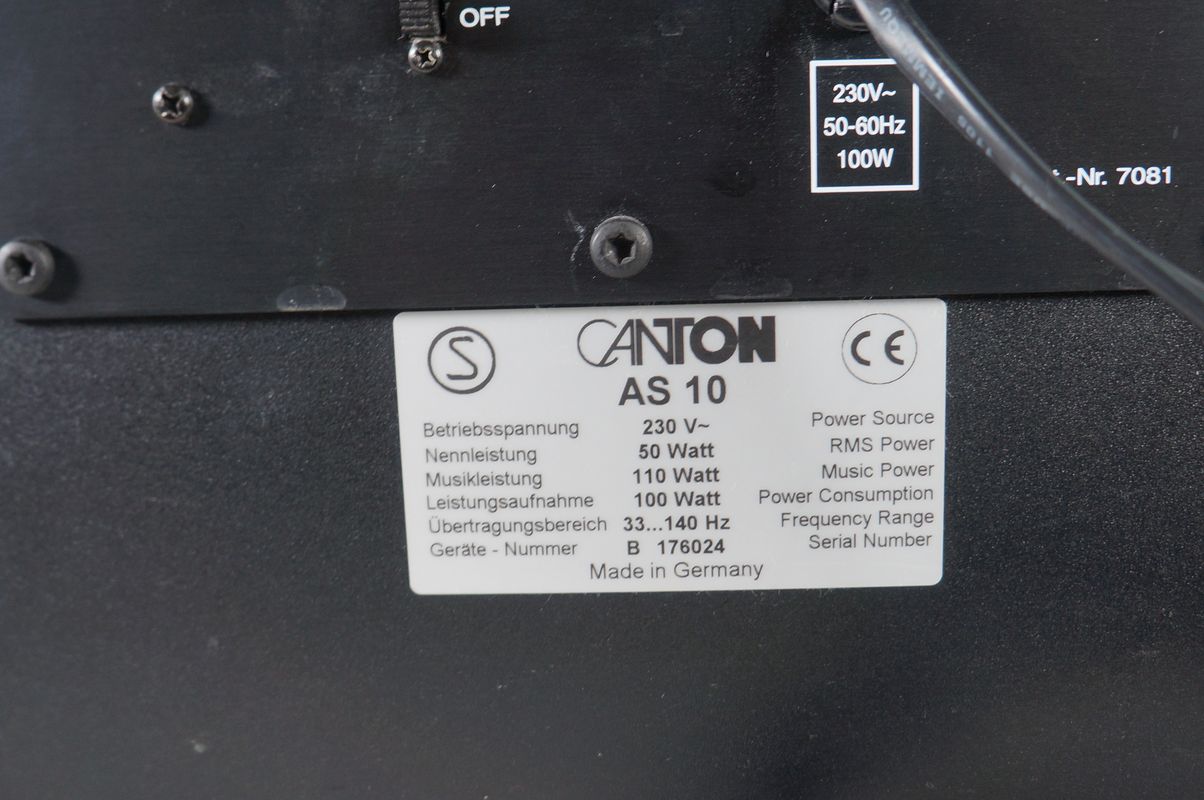 OFF
230V~
50-60Hz
100W
-Nr. 7081
S
CANTON
CE
AS 10
Betriebsspannung 230 V~ Power Source
Nennleistung 50 Watt RMS Power
Musikleistung 110 Watt Music Power
Leistungsaufnahme 100 Watt Power Consumption
Übertragungsbereich 33...140 Hz Frequency Range
Geräte - Nummer B 176024 Serial Number
Made in Germany